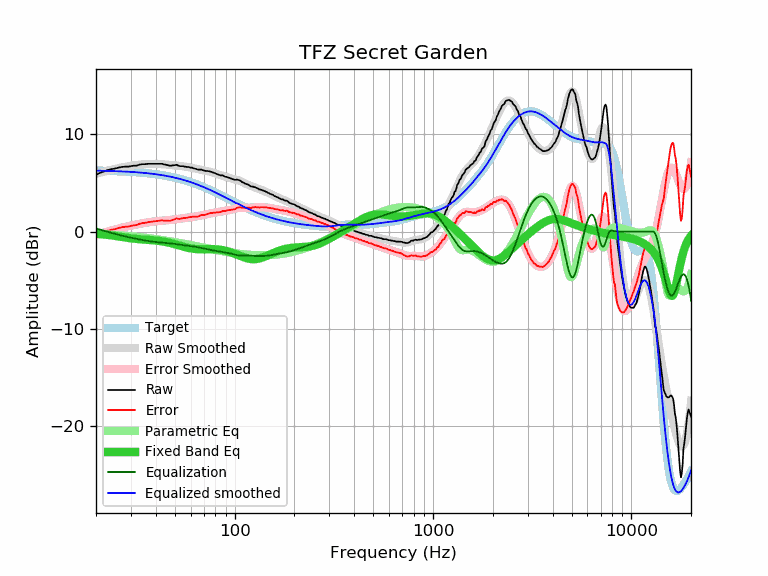 TFZ Secret Garden
Amplitude (dBr)
10
0
−10
−20
Target
Raw Smoothed
Error Smoothed
Raw
Error
Parametric Eq
Fixed Band Eq
Equalization
Equalized smoothed
100 1000 10000
Frequency (Hz)